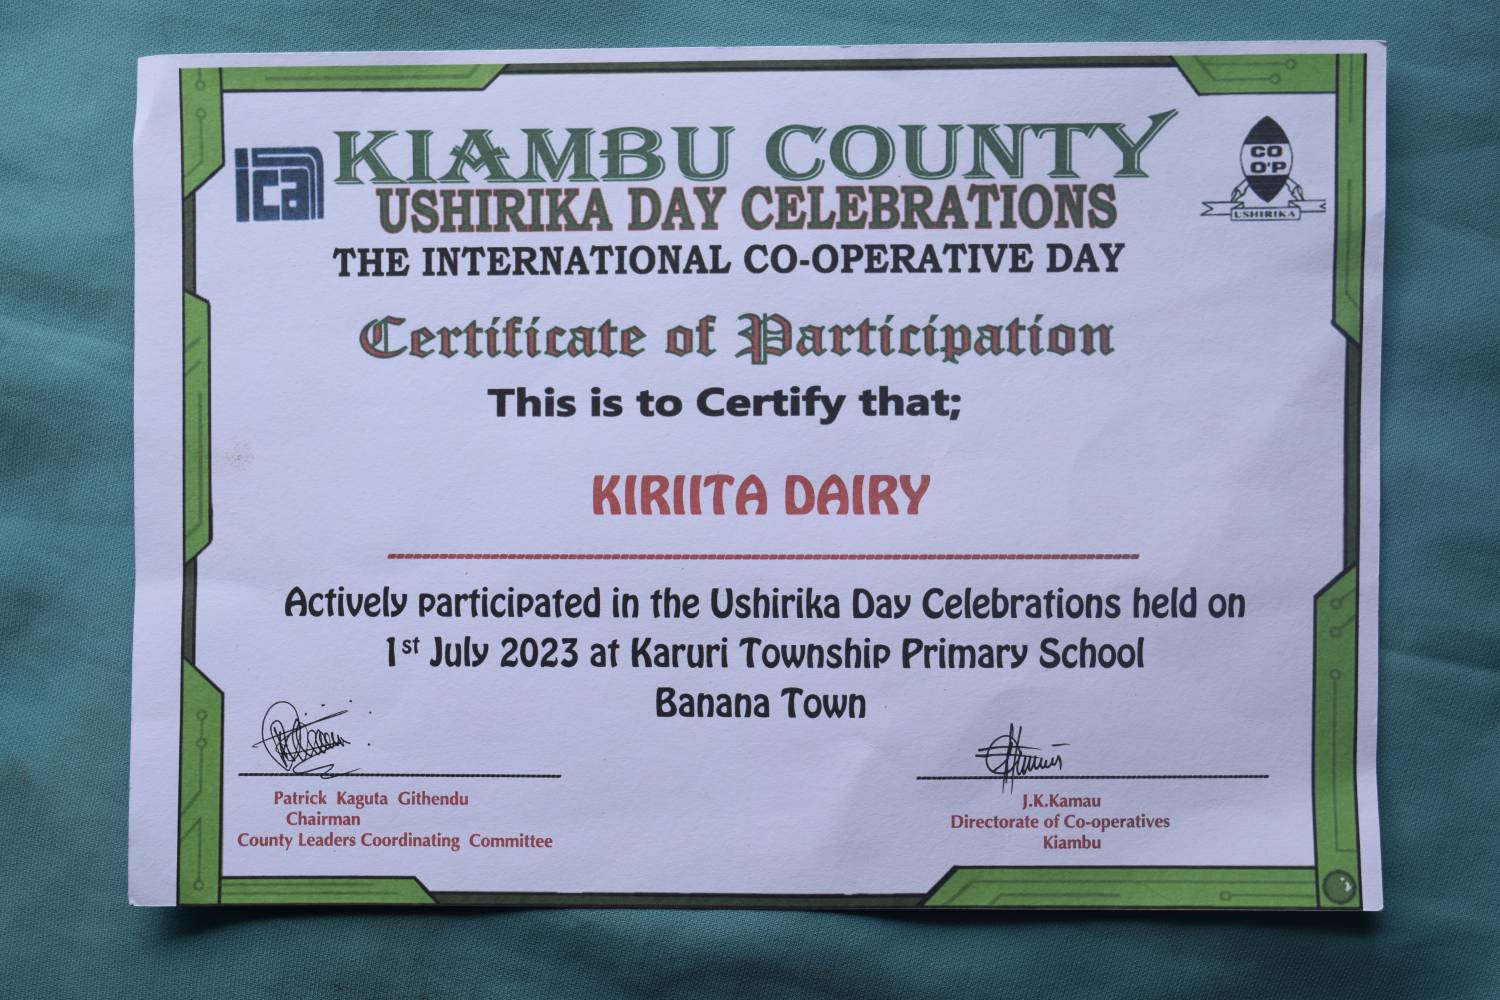 ica
KIAMBU COUNTY
USHIRIKA DAY CELEBRATIONS
THE INTERNATIONAL CO-OPERATIVE DAY
CO
O'P
USHIRIKA
Certificate of Participation
This is to Certify that;
KIRIITA DAIRY
Actively participated in the Ushirika Day Celebrations held on
1st July 2023 at Karuri Township Primary School
Banana Town
Patrick Kaguta Githendu
Chairman
County Leaders Coordinating Committee
J.K.Kamau
Directorate of Co-operatives
Kiambu